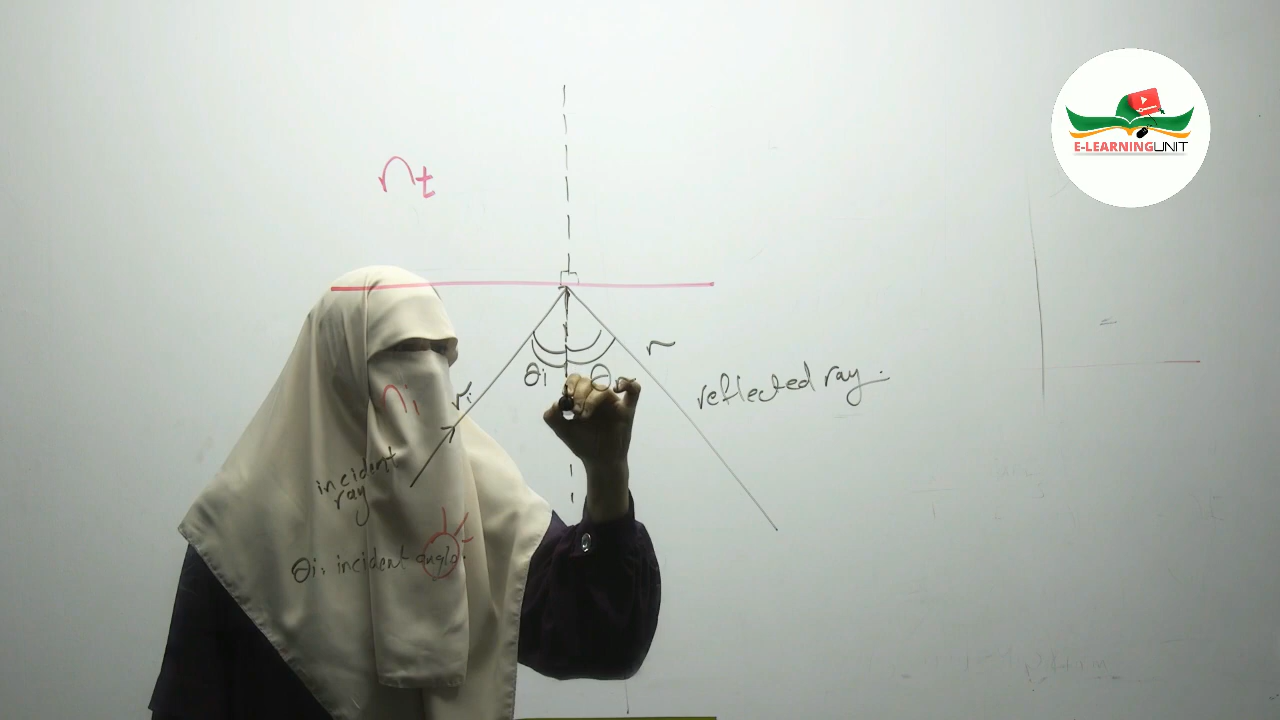 E-LEARNINGUNIT
nt
ni
ri
θi
θr
r
reflected ray.
incident
ray
θi: incident angle.
=